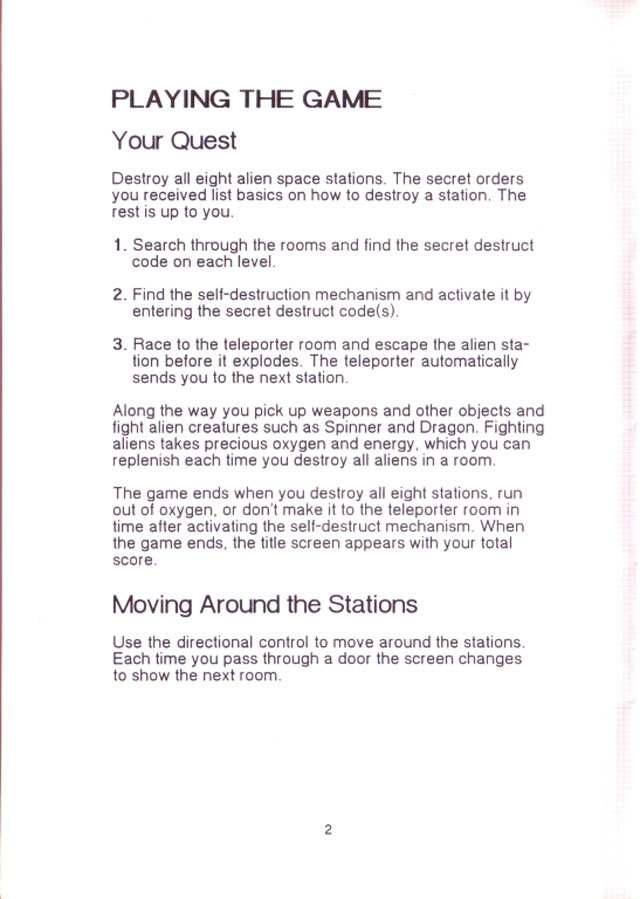 PLAYING THE GAME
Your Quest
Destroy all eight alien space stations. The secret orders
you received list basics on how to destroy a station. The
rest is up to you.
1. Search through the rooms and find the secret destruct
code on each level.
2. Find the self-destruction mechanism and activate it by
entering the secret destruct code(s).
3. Race to the teleporter room and escape the alien sta-
tion before it explodes. The teleporter automatically
sends you to the next station.
Along the way you pick up weapons and other objects and
fight alien creatures such as Spinner and Dragon. Fighting
aliens takes precious oxygen and energy, which you can
replenish each time you destroy all aliens in a room.
The game ends when you destroy all eight stations, run
out of oxygen, or don't make it to the teleporter room in
time after activating the self-destruct mechanism. When
the game ends, the title screen appears with your total
score.
Moving Around the Stations
Use the directional control to move around the stations.
Each time you pass through a door the screen changes
to show the next room.
2